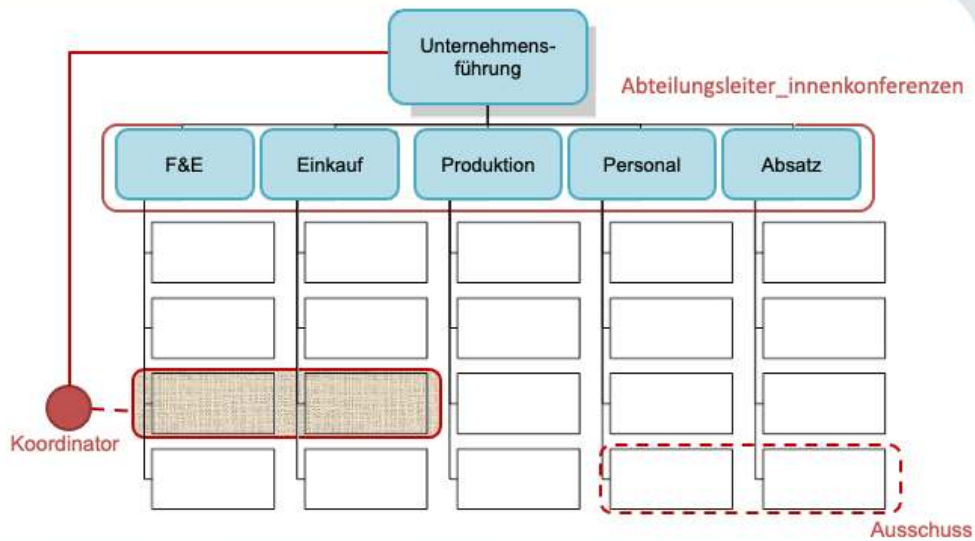 Unternehmens-
führung
Abteilungsleiter_innenkonferenzen
F&E
Einkauf
Produktion
Personal
Absatz
Koordinator
Ausschuss